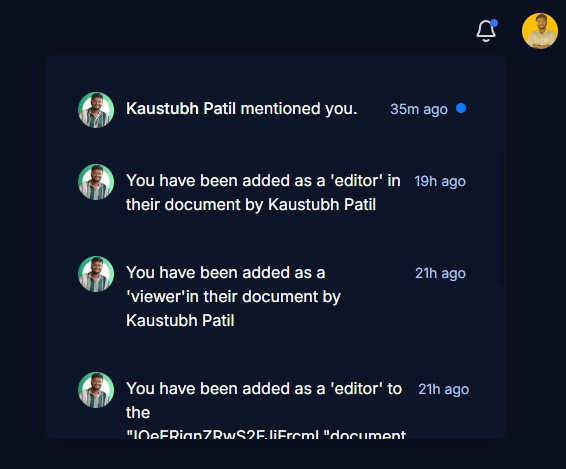 Kaustubh Patil mentioned you.
35m ago
You have been added as a 'editor' in
their document by Kaustubh Patil
19h ago
You have been added as a
'viewer'in their document by
Kaustubh Patil
21h ago
You have been added as a 'editor' to
the
21h ago
document